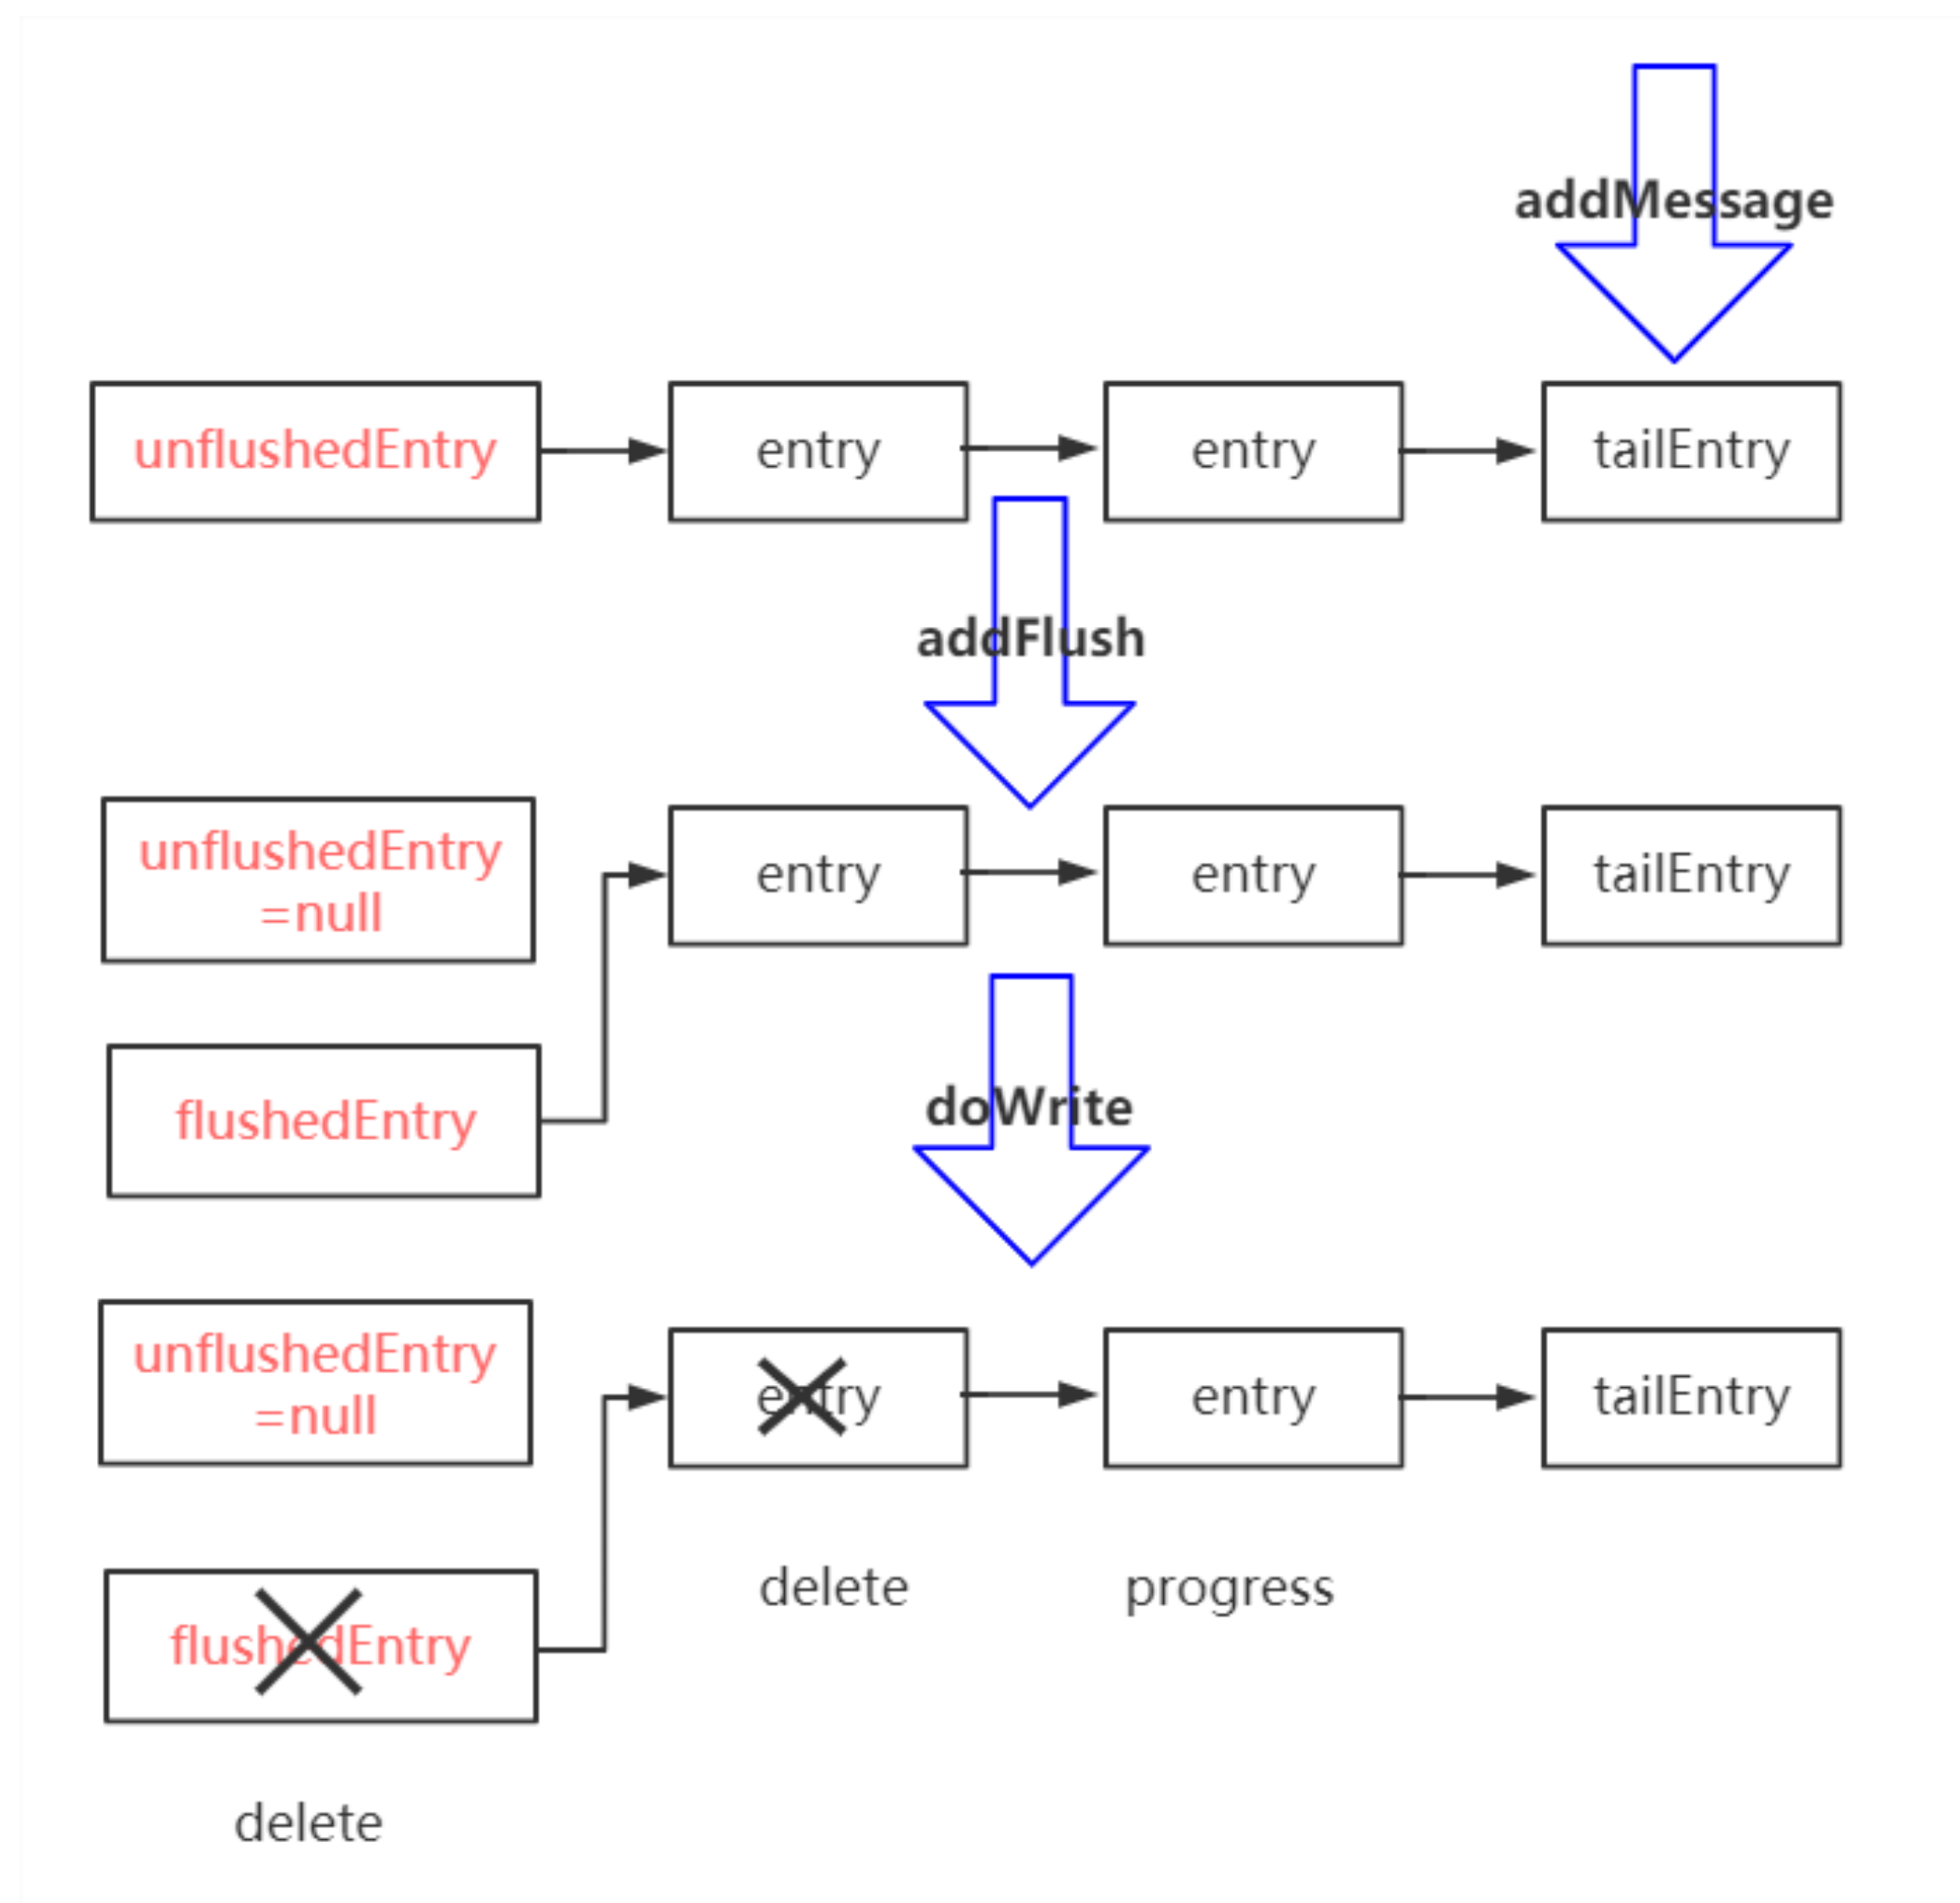 addMessage
unflushedEntry
entry
entry
tailEntry
addFlush
unflushedEntry
=null
entry
entry
tailEntry
flushedEntry
doWrite
unflushedEntry
=null
entry
entry
tailEntry
delete
progress
flushedEntry
delete